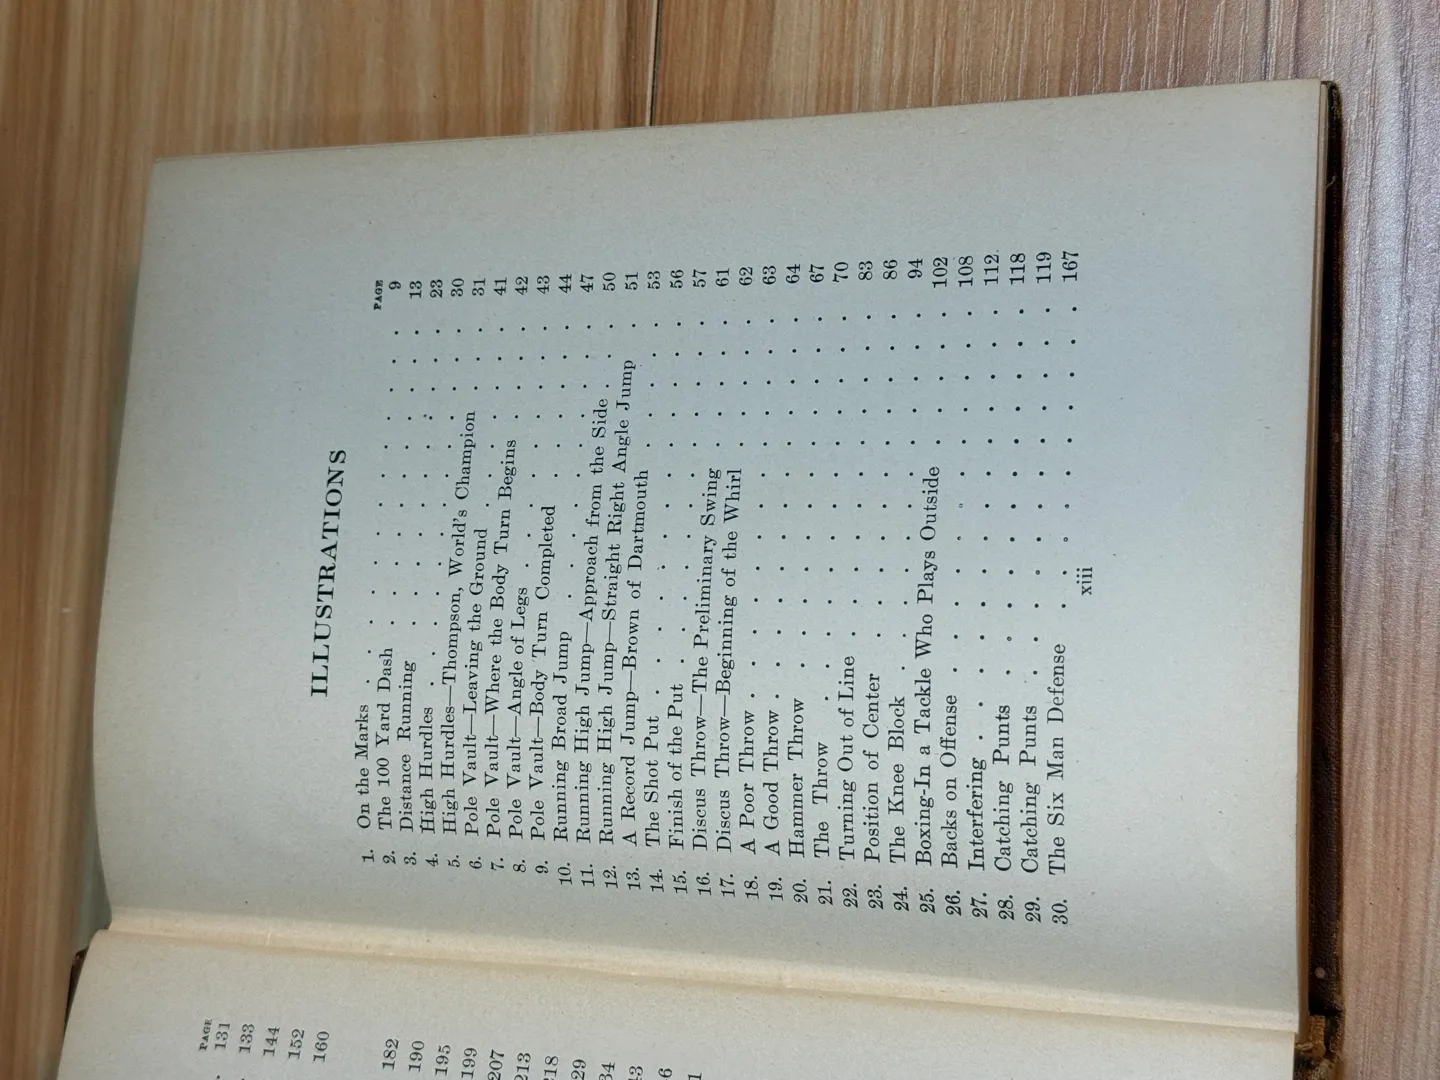 PAGE
131
133
144
152
160
182
190
195
199
207
213
ILLUSTRATIONS
PAGE
1. On the Marks . . . . . . . . . . . . 9
2. The 100 Yard Dash . . . . . . . . . . . 13
3. Distance Running . . . . . . . . . . . 23
4. High Hurdles . . . . . . . . . . . . 30
5. High Hurdles—Thompson, World's Champion . . . 31
6. Pole Vault—Leaving the Ground . . . . . . . 41
7. Pole Vault—Where the Body Turn Begins . . . . 42
8. Pole Vault—Angle of Legs . . . . . . . . 43
9. Pole Vault—Body Turn Completed . . . . . . 44
10. Running Broad Jump . . . . . . . . . . 47
11. Running High Jump—Approach from the Side . . . 50
12. Running High Jump—Straight Right Angle Jump . 51
13. A Record Jump—Brown of Dartmouth . . . . . 53
14. The Shot Put . . . . . . . . . . . . 56
15. Finish of the Put . . . . . . . . . . . 57
16. Discus Throw—The Preliminary Swing . . . . . 61
17. Discus Throw—Beginning of the Whirl . . . . . 62
18. A Poor Throw . . . . . . . . . . . . 63
19. A Good Throw . . . . . . . . . . . . 64
20. Hammer Throw . . . . . . . . . . . . 67
21. The Throw . . . . . . . . . . . . . 70
22. Turning Out of Line . . . . . . . . . . 83
23. Position of Center . . . . . . . . . . . 86
24. The Knee Block . . . . . . . . . . . . 94
25. Boxing-In a Tackle Who Plays Outside . . . . . 102
26. Backs on Offense . . . . . . . . . . . 108
27. Interfering . . . . . . . . . . . . . 112
28. Catching Punts . . . . . . . . . . . . 118
29. Catching Punts . . . . . . . . . . . . 119
30. The Six Man Defense . . . . . . . . . . 167
xiii